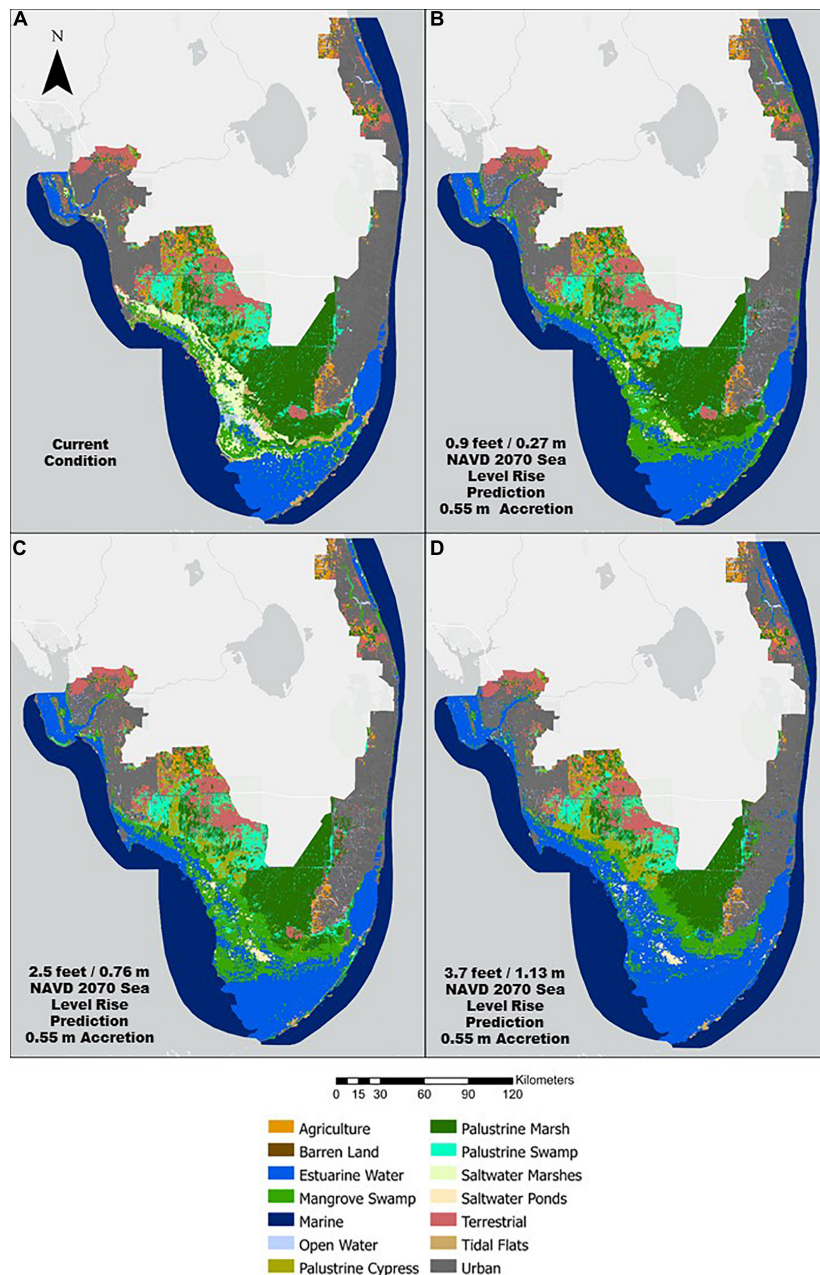 A
N
Current
Condition
B
0.9 feet / 0.27 m
NAVD 2070 Sea
Level Rise
Prediction
0.55 m Accretion
C
2.5 feet / 0.76 m
NAVD 2070 Sea
Level Rise
Prediction
0.55 m Accretion
D
3.7 feet / 1.13 m
NAVD 2070 Sea
Level Rise
Prediction
0.55 m Accretion
Kilometers
0 15 30 60 90 120
Agriculture
Barren Land
Estuarine Water
Mangrove Swamp
Marine
Open Water
Palustrine Cypress
Palustrine Marsh
Palustrine Swamp
Saltwater Marshes
Saltwater Ponds
Terrestrial
Tidal Flats
Urban